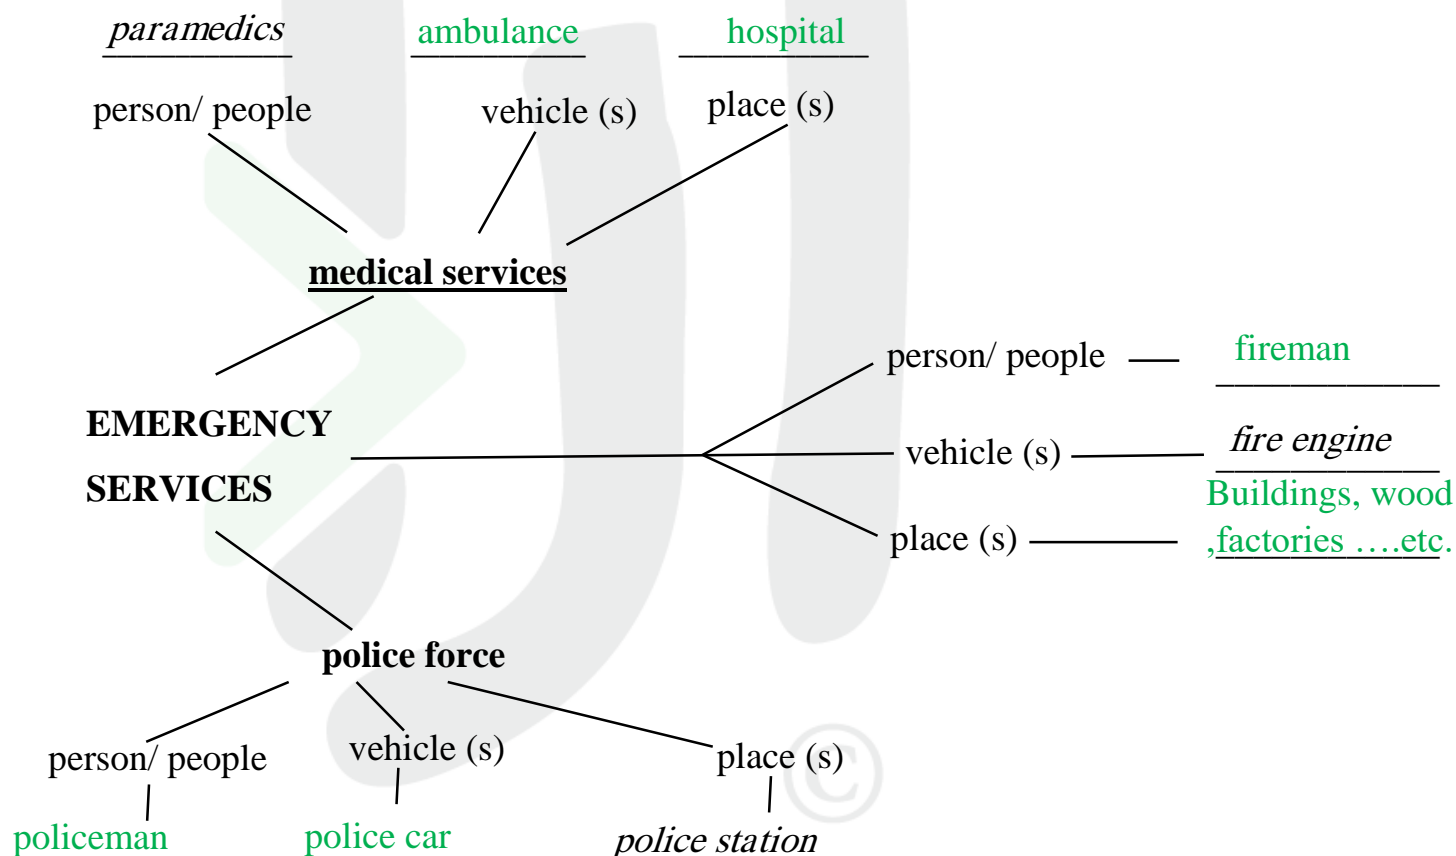 paramedics ambulance hospital
person/ people vehicle (s) place (s)
medical services
person/ people fireman
EMERGENCY
SERVICES
vehicle (s) fire engine
place (s) Buildings, wood
,factories ....etc.
police force
person/ people vehicle (s) place (s)
policeman police car police station
©